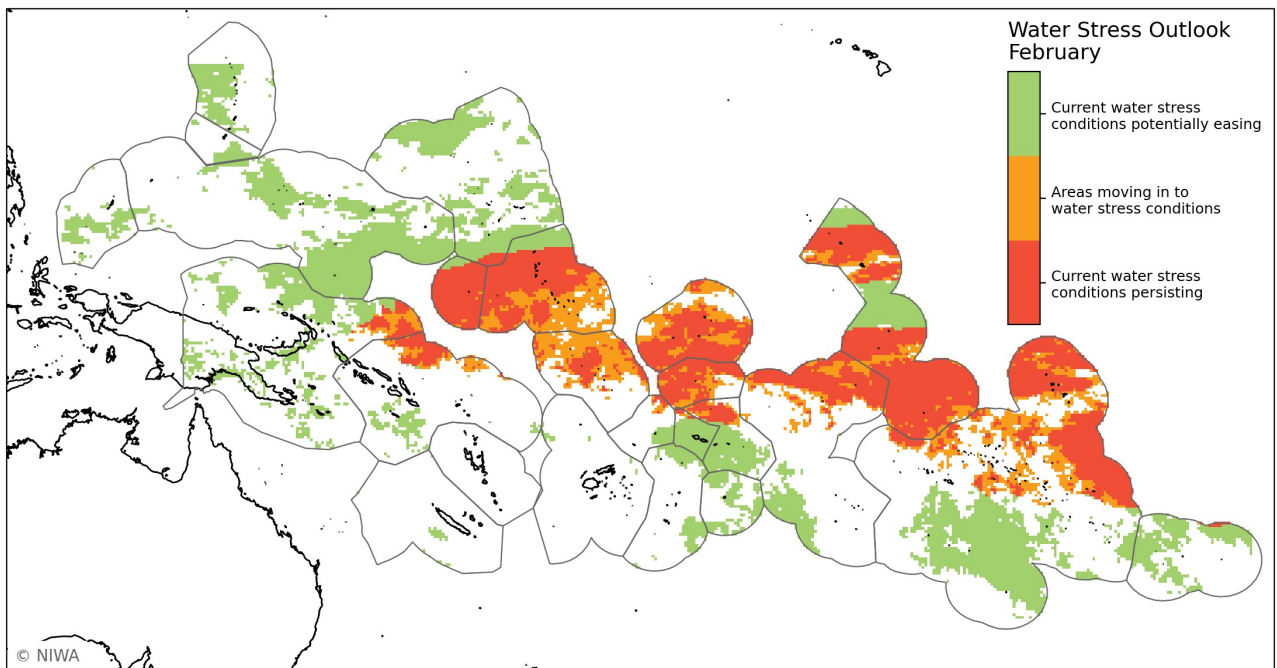 Water Stress Outlook
February
Current water stress
conditions potentially easing
Areas moving in to
water stress conditions
Current water stress
conditions persisting
© NIWA